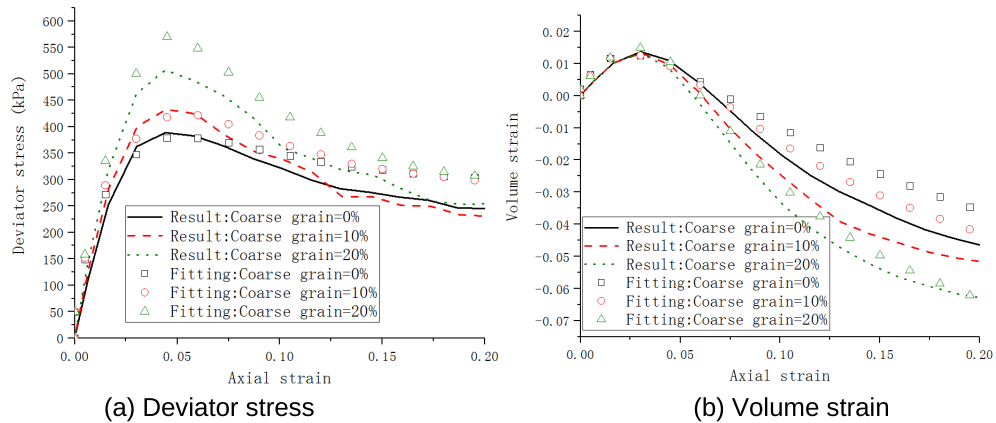 600
550
500
450
400
350
300
250
200
150
100
50
0
Deviator stress (kPa)
Result:Coarse grain=0%
Result:Coarse grain=10%
Result:Coarse grain=20%
Fitting:Coarse grain=0%
Fitting:Coarse grain=10%
Fitting:Coarse grain=20%
0.00 0.05 0.10 0.15 0.20
Axial strain
(a) Deviator stress
0.02
0.01
0.00
-0.01
-0.02
-0.03
-0.04
-0.05
-0.06
-0.07
Volume strain
Result:Coarse grain=0%
Result:Coarse grain=10%
Result:Coarse grain=20%
Fitting:Coarse grain=0%
Fitting:Coarse grain=10%
Fitting:Coarse grain=20%
0.00 0.05 0.10 0.15 0.20
Axial strain
(b) Volume strain